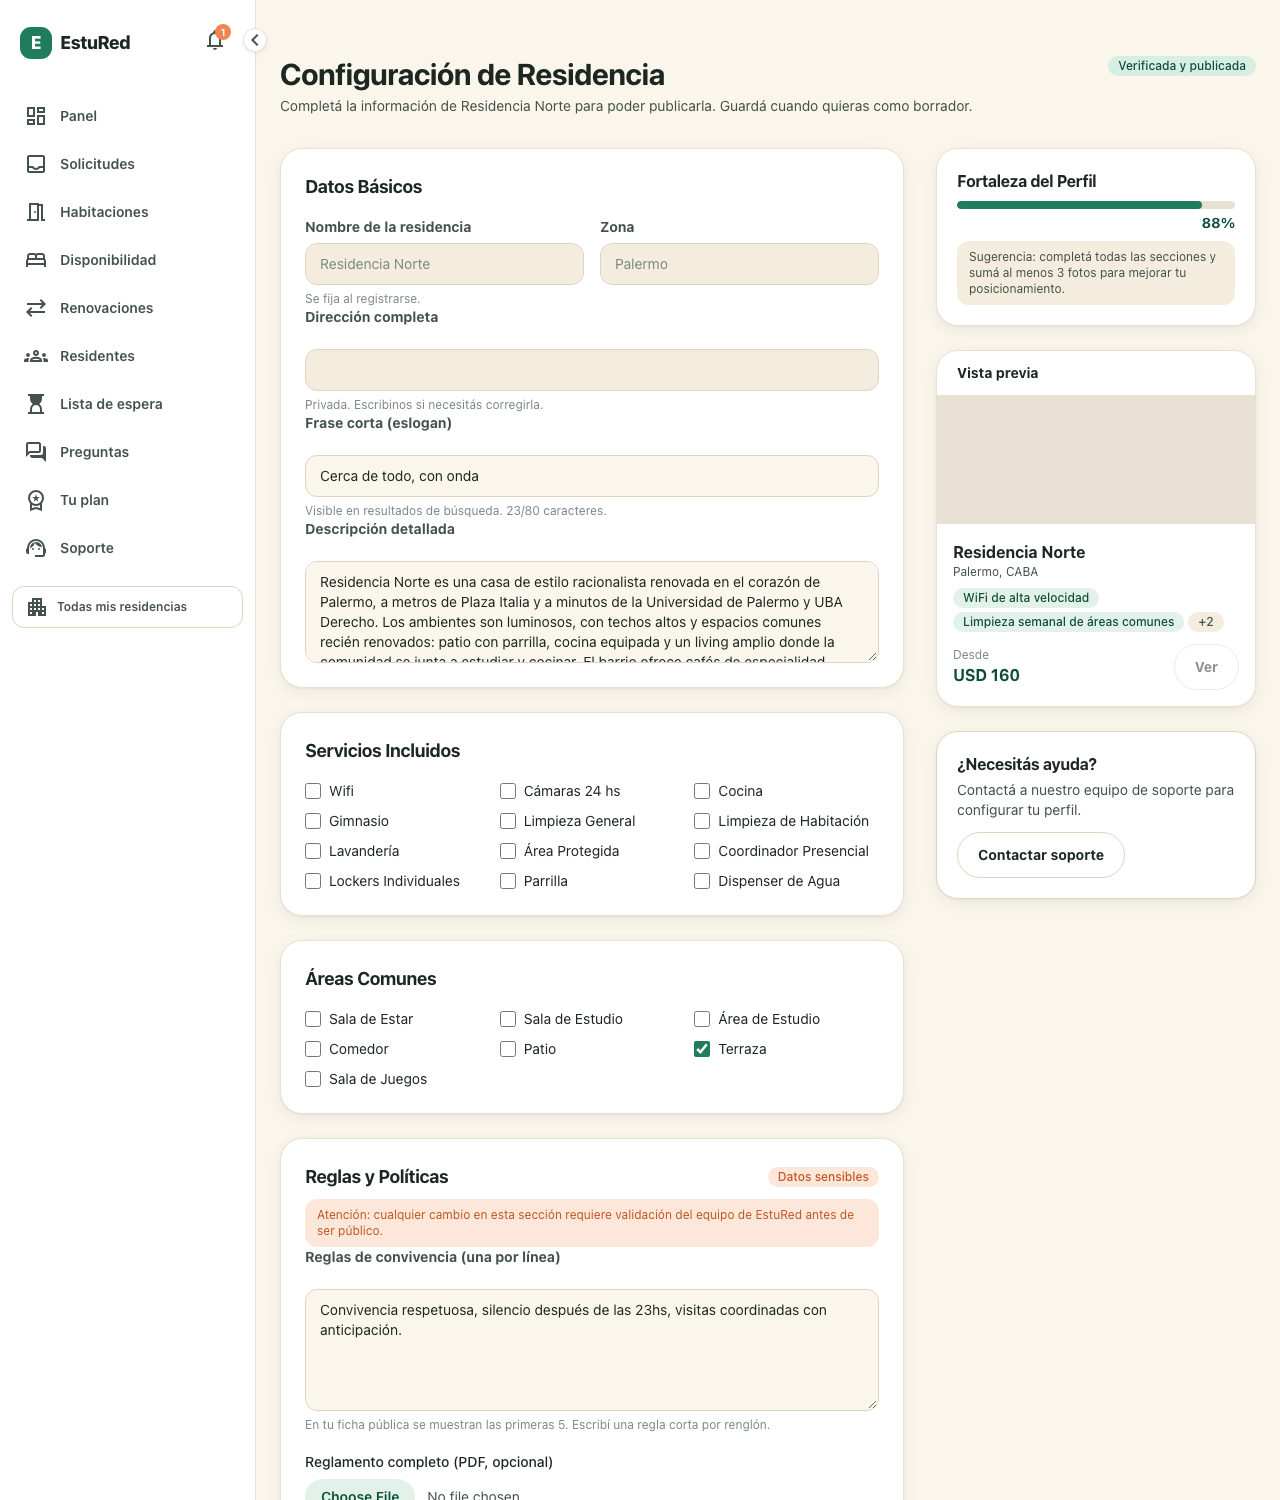 E EstuRed
1
Panel
Solicitudes
Habitaciones
Disponibilidad
Renovaciones
Residentes
Lista de espera
Preguntas
Tu plan
Soporte
Todas mis residencias
Configuración de Residencia
Verificada y publicada
Completá la información de Residencia Norte para poder publicarla. Guardá cuando quieras como borrador.
Datos Básicos
Nombre de la residencia
Zona
Residencia Norte
Palermo
Se fija al registrarse.
Dirección completa
Privada. Escribinos si necesitás corregirla.
Frase corta (eslogan)
Cerca de todo, con onda
Visible en resultados de búsqueda. 23/80 caracteres.
Descripción detallada
Residencia Norte es una casa de estilo racionalista renovada en el corazón de
Palermo, a metros de Plaza Italia y a minutos de la Universidad de Palermo y UBA
Derecho. Los ambientes son luminosos, con techos altos y espacios comunes
recién renovados: patio con parrilla, cocina equipada y un living amplio donde la
comunidad se junta a estudiar y cocinar. El barrio ofrece cafés de especialidad,
Servicios Incluidos
Wifi
Cámaras 24 hs
Cocina
Gimnasio
Limpieza General
Limpieza de Habitación
Lavandería
Área Protegida
Coordinador Presencial
Lockers Individuales
Parrilla
Dispenser de Agua
Áreas Comunes
Sala de Estar
Sala de Estudio
Área de Estudio
Comedor
Patio
Terraza
Sala de Juegos
Reglas y Políticas
Datos sensibles
Atención: cualquier cambio en esta sección requiere validación del equipo de EstuRed antes de
ser público.
Reglas de convivencia (una por línea)
Convivencia respetuosa, silencio después de las 23hs, visitas coordinadas con
anticipación.
En tu ficha pública se muestran las primeras 5. Escribí una regla corta por renglón.
Reglamento completo (PDF, opcional)
Choose File
No file chosen
Fortaleza del Perfil
88%
Sugerencia: completá todas las secciones y
sumá al menos 3 fotos para mejorar tu
posicionamiento.
Vista previa
Residencia Norte
Palermo, CABA
WiFi de alta velocidad
Limpieza semanal de áreas comunes
+2
Desde
USD 160
Ver
¿Necesitás ayuda?
Contactá a nuestro equipo de soporte para
configurar tu perfil.
Contactar soporte